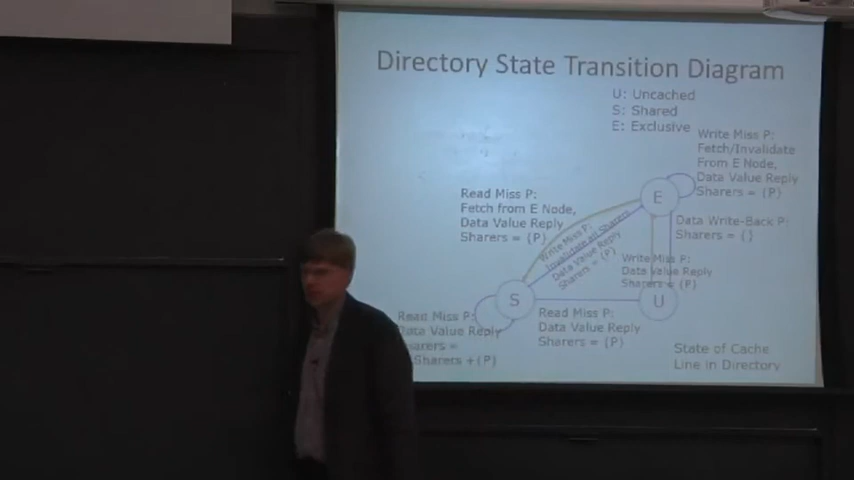 Directory State Transition Diagram
U: Uncached
S: Shared
E: Exclusive
Write Miss P:
Fetch/Invalidate
From E Node,
Data Value Reply
Sharers = {P}
E
Read Miss P:
Fetch from E Node,
Data Value Reply
Sharers = {P}
Write Miss P:
Invalidate all Sharers
Data Value Reply
Sharers = {P}
Data Write-Back P:
Sharers = {}
Write Miss P:
Data Value Reply
Sharers = {P}
S
U
Read Miss P:
Data Value Reply
Sharers = {P}
Read Miss P:
Data Value Reply
Sharers + {P}
State of Cache
Line in Directory